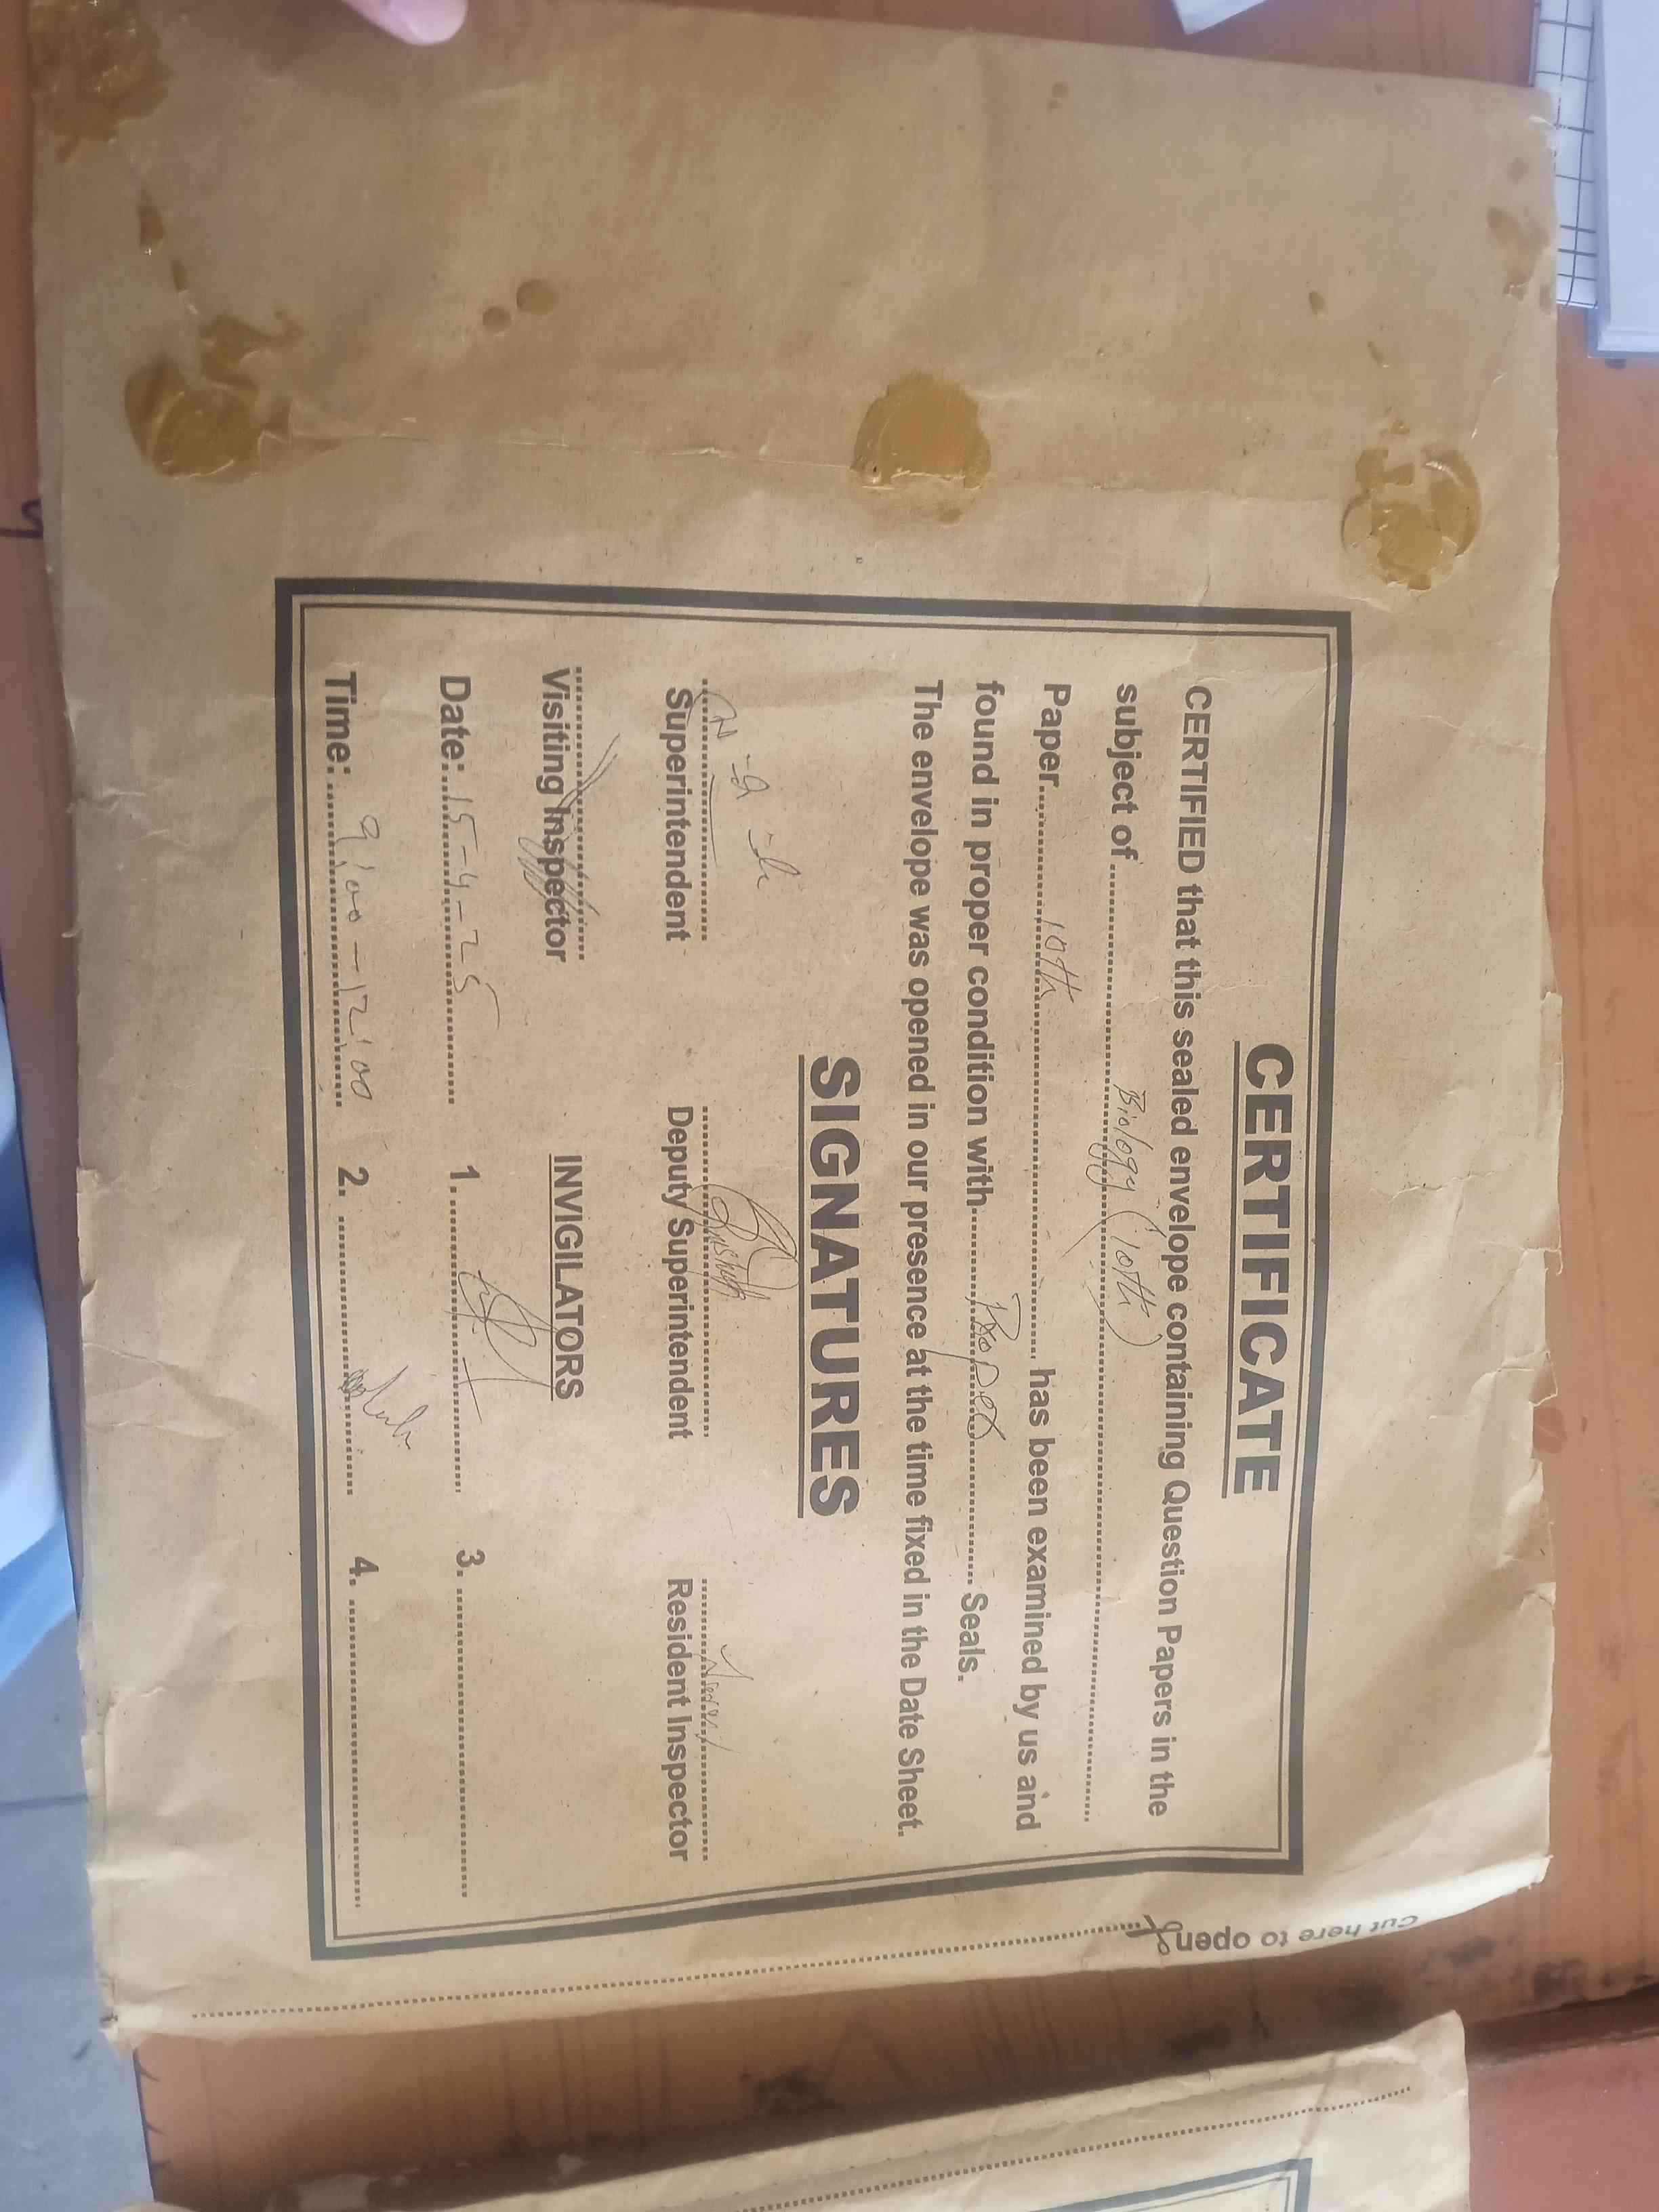 CERTIFICATE
CERTIFIED that this sealed envelope containing Question Papers in the
subject of Biology (10th)
Paper 10th has been examined by us and
found in proper condition with Proper Seals.
The envelope was opened in our presence at the time fixed in the Date Sheet.
SIGNATURES
Superintendent Deputy Superintendent Resident Inspector
Visiting Inspector INVIGILATORS
Date: 15-4-25 1. 3.
Time: 9:00-12:00 2. 4.
Cut here to open